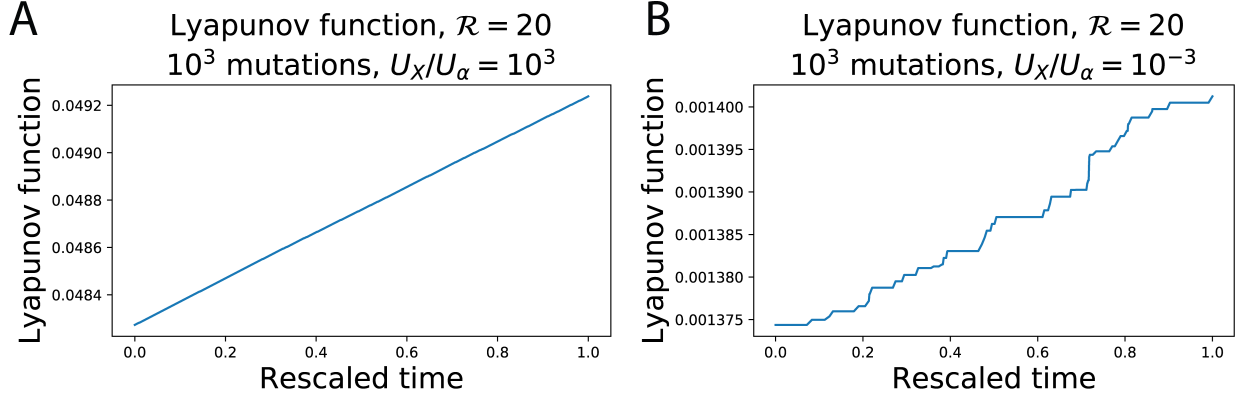 A
Lyapunov function, ℛ = 20
10³ mutations, U_X/U_α = 10³
Lyapunov function
0.0492
0.0490
0.0488
0.0486
0.0484
0.0 0.2 0.4 0.6 0.8 1.0
Rescaled time
B
Lyapunov function, ℛ = 20
10³ mutations, U_X/U_α = 10⁻³
Lyapunov function
0.001400
0.001395
0.001390
0.001385
0.001380
0.001375
0.0 0.2 0.4 0.6 0.8 1.0
Rescaled time